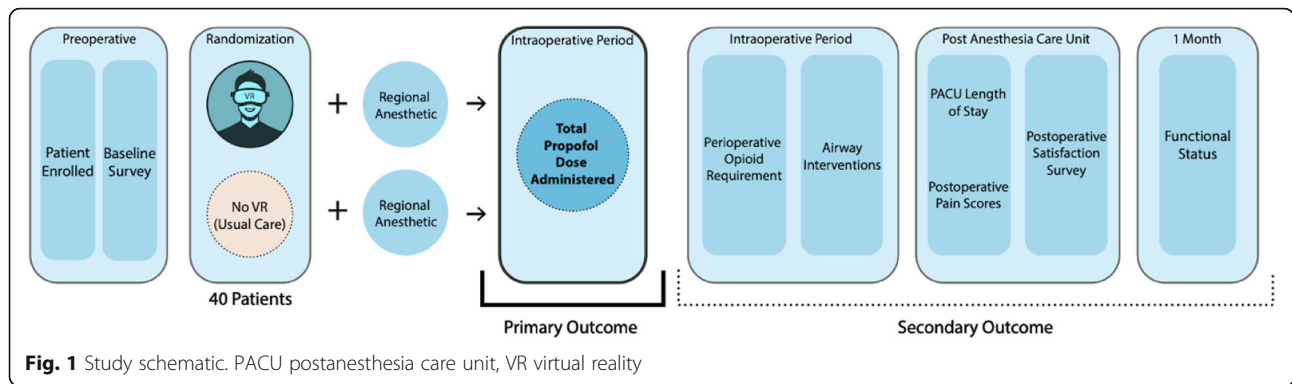 Preoperative
Patient
Enrolled
Baseline
Survey
Randomization
VR
No VR
(Usual Care)
40 Patients
+
Regional
Anesthetic
→
+
Regional
Anesthetic
→
Intraoperative Period
Total
Propofol
Dose
Administered
Primary Outcome
Intraoperative Period
Perioperative
Opioid
Requirement
Airway
Interventions
Post Anesthesia Care Unit
PACU Length
of Stay
Postoperative
Pain Scores
Postoperative
Satisfaction
Survey
1 Month
Functional
Status
Secondary Outcome
Fig. 1 Study schematic. PACU postanesthesia care unit, VR virtual reality